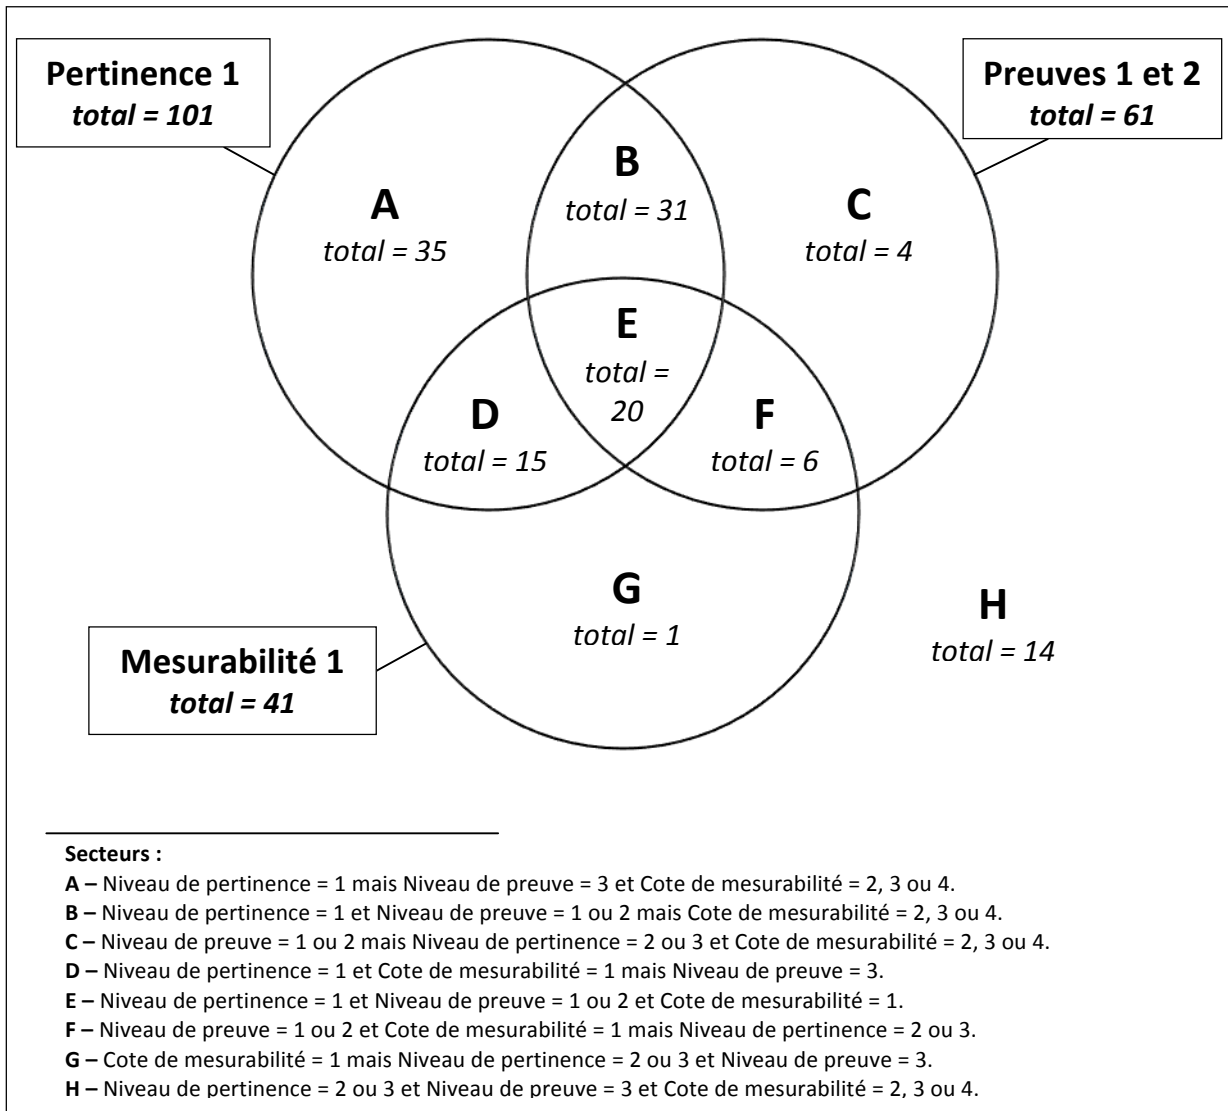 Pertinence 1
total = 101
Preuves 1 et 2
total = 61
B
total = 31
A
total = 35
C
total = 4
E
total =
20
D
total = 15
F
total = 6
G
total = 1
H
total = 14
Mesurabilité 1
total = 41
Secteurs :
A – Niveau de pertinence = 1 mais Niveau de preuve = 3 et Cote de mesurabilité = 2, 3 ou 4.
B – Niveau de pertinence = 1 et Niveau de preuve = 1 ou 2 mais Cote de mesurabilité = 2, 3 ou 4.
C – Niveau de preuve = 1 ou 2 mais Niveau de pertinence = 2 ou 3 et Cote de mesurabilité = 2, 3 ou 4.
D – Niveau de pertinence = 1 et Cote de mesurabilité = 1 mais Niveau de preuve = 3.
E – Niveau de pertinence = 1 et Niveau de preuve = 1 ou 2 et Cote de mesurabilité = 1.
F – Niveau de preuve = 1 ou 2 et Cote de mesurabilité = 1 mais Niveau de pertinence = 2 ou 3.
G – Cote de mesurabilité = 1 mais Niveau de pertinence = 2 ou 3 et Niveau de preuve = 3.
H – Niveau de pertinence = 2 ou 3 et Niveau de preuve = 3 et Cote de mesurabilité = 2, 3 ou 4.